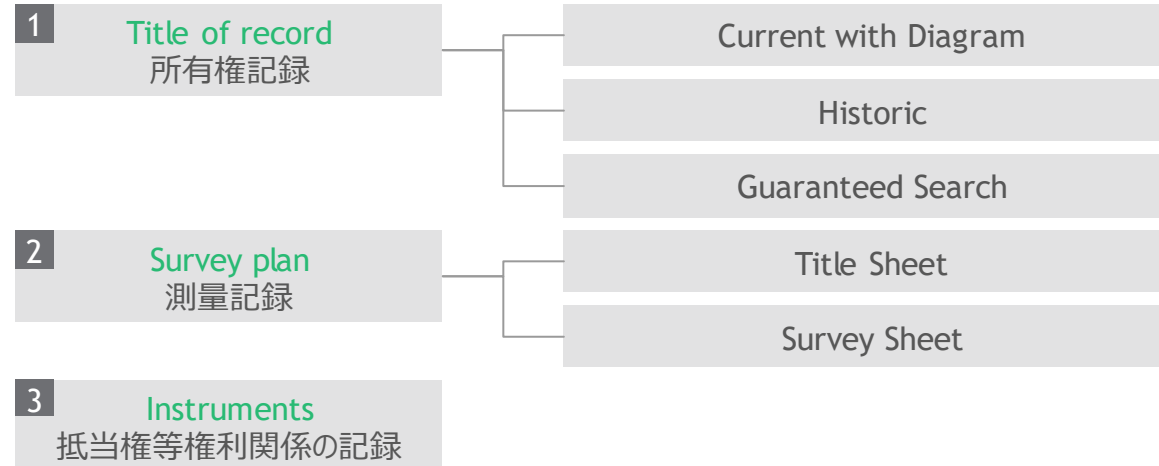 1
Title of record
所有権記録
Current with Diagram
Historic
Guaranteed Search
2
Survey plan
測量記録
Title Sheet
Survey Sheet
3
Instruments
抵当権等権利関係の記録